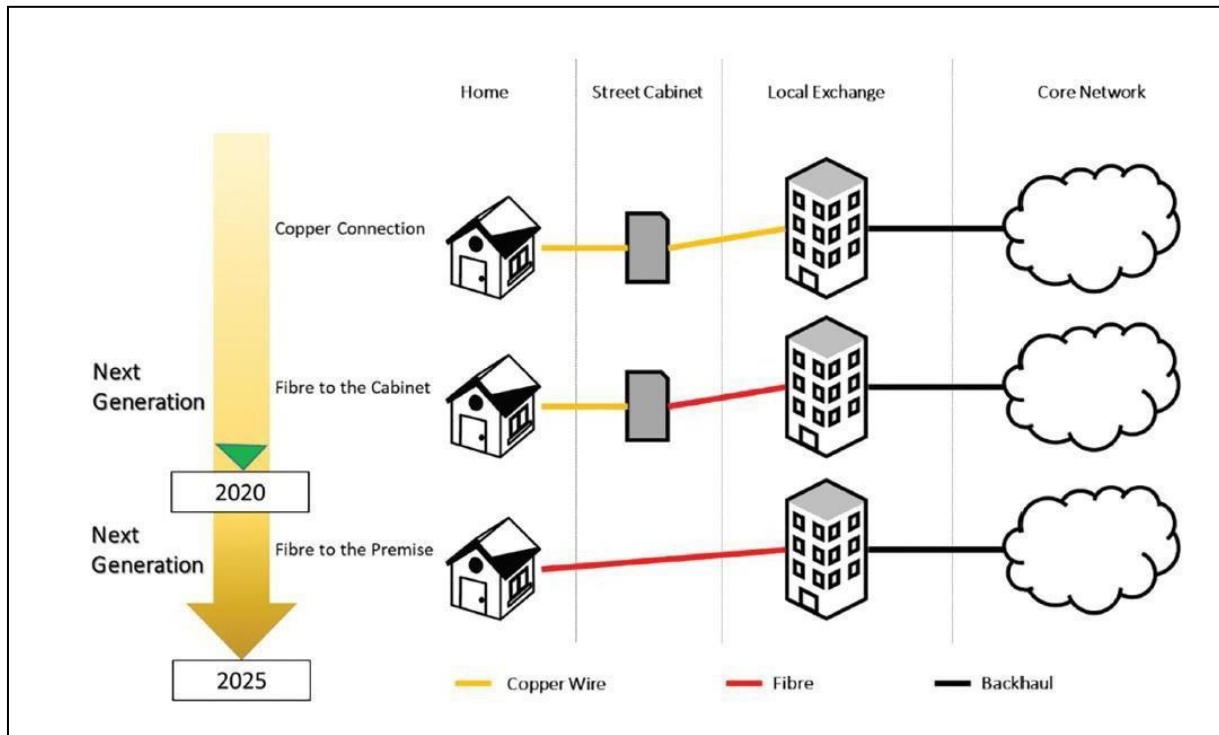 Home Street Cabinet Local Exchange Core Network
Copper Connection
Next
Generation
Fibre to the Cabinet
2020
Next
Generation
Fibre to the Premise
2025
Copper Wire Fibre Backhaul